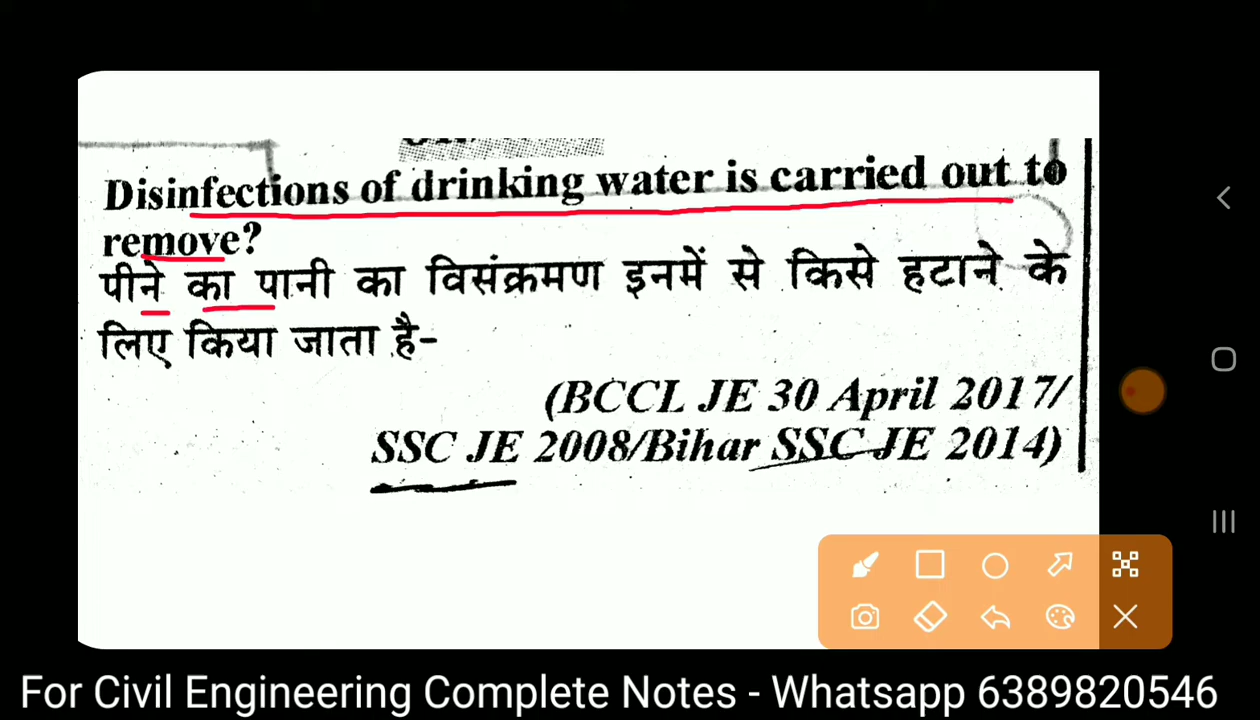 Disinfections of drinking water is carried out to
remove?
पीने का पानी का विसंक्रमण इनमें से किसे हटाने के
लिए किया जाता है-
(BCCL JE 30 April 2017/
SSC JE 2008/Bihar SSC JE 2014)
For Civil Engineering Complete Notes - Whatsapp 6389820546